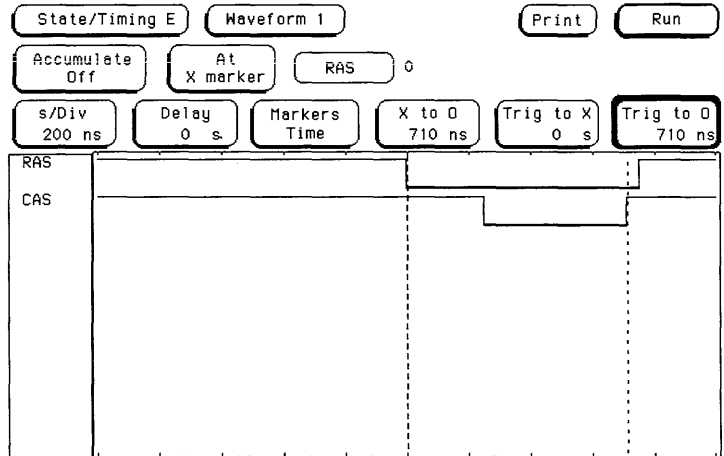 State/Timing E Waveform 1 Print Run
Accumulate Off At X marker RAS 0
s/Div 200 ns Delay 0 s Markers Time X to O 710 ns Trig to X 0 s Trig to O 710 ns
RAS
CAS